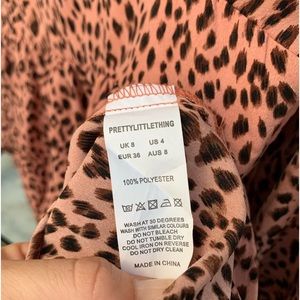 PRETTYLITTLETHING
UK 8 US 4
EUR 36 AUS 8
100% POLYESTER
WASH AT 30 DEGREES
WASH WITH SIMILAR COLOURS
DO NOT BLEACH
DO NOT TUMBLE DRY
COOL IRON ON REVERSE
DO NOT DRY CLEAN
MADE IN CHINA